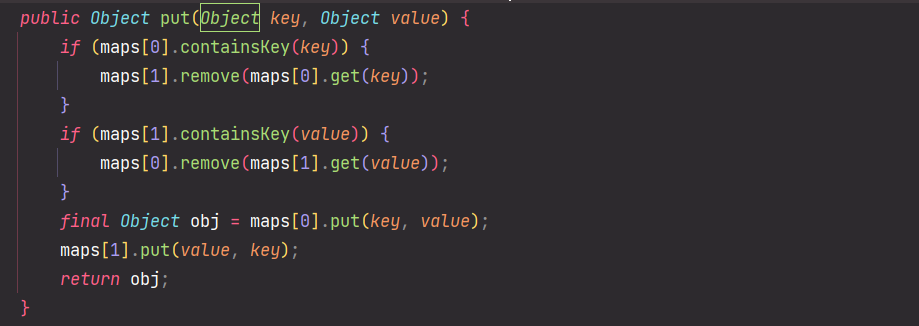 public Object put(Object key, Object value) {
    if (maps[0].containsKey(key)) {
        maps[1].remove(maps[0].get(key));
    }
    if (maps[1].containsKey(value)) {
        maps[0].remove(maps[1].get(value));
    }
    final Object obj = maps[0].put(key, value);
    maps[1].put(value, key);
    return obj;
}